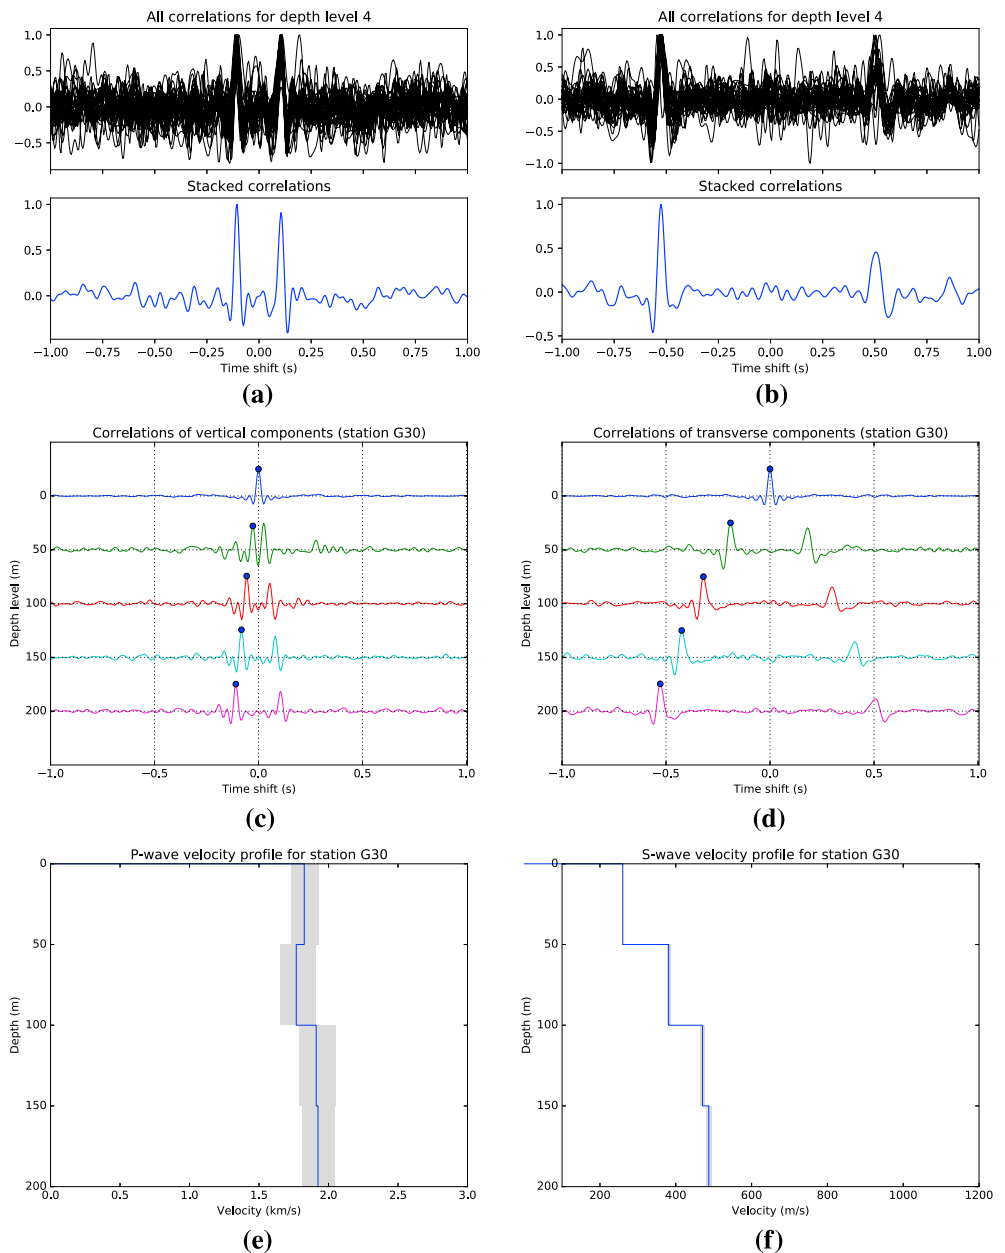 All correlations for depth level 4
1.0
0.5
0.0
−0.5
Stacked correlations
1.0
0.5
0.0
−1.00 −0.75 −0.50 −0.25 0.00 0.25 0.50 0.75 1.00
Time shift (s)
(a)
All correlations for depth level 4
1.0
0.5
0.0
−0.5
−1.0
Stacked correlations
1.0
0.5
0.0
−0.5
−1.00 −0.75 −0.50 −0.25 0.00 0.25 0.50 0.75 1.00
Time shift (s)
(b)
Correlations of vertical components (station G30)
Depth level (m)
0
50
100
150
200
−1.0 −0.5 0.0 0.5 1.0
Time shift (s)
(c)
Correlations of transverse components (station G30)
Depth level (m)
0
50
100
150
200
−1.0 −0.5 0.0 0.5 1.0
Time shift (s)
(d)
P-wave velocity profile for station G30
Depth (m)
0
50
100
150
200
0.0 0.5 1.0 1.5 2.0 2.5 3.0
Velocity (km/s)
(e)
S-wave velocity profile for station G30
Depth (m)
0
50
100
150
200
200 400 600 800 1000 1200
Velocity (m/s)
(f)